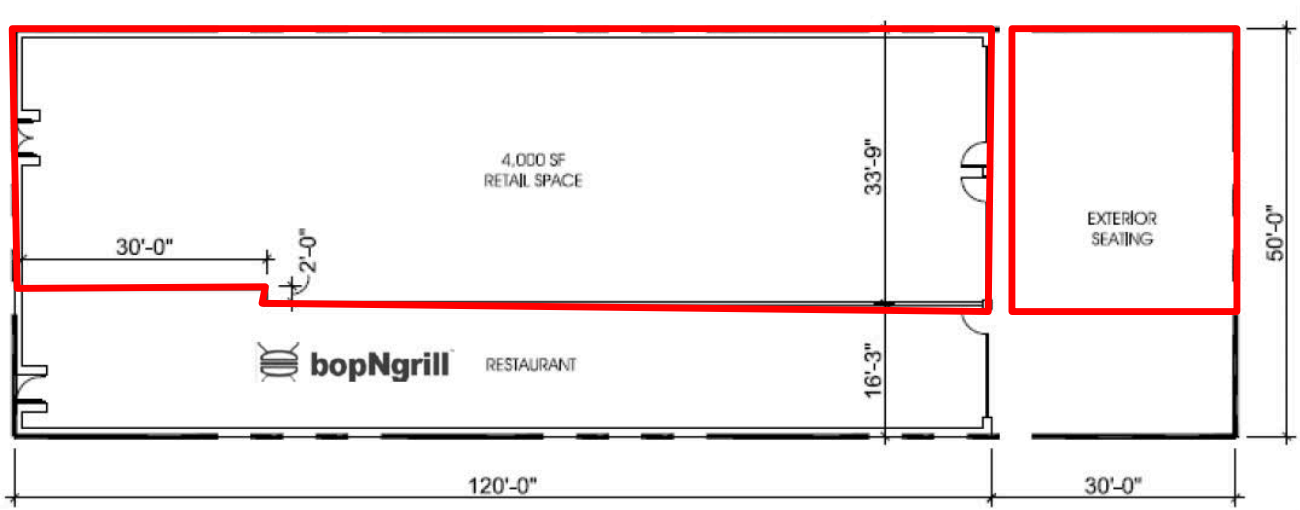 4,000 SF
RETAIL SPACE
33'-9"
30'-0"
2'-0"
EXTERIOR
SEATING
50'-0"
bopNgrill
RESTAURANT
16'-3"
120'-0"
30'-0"